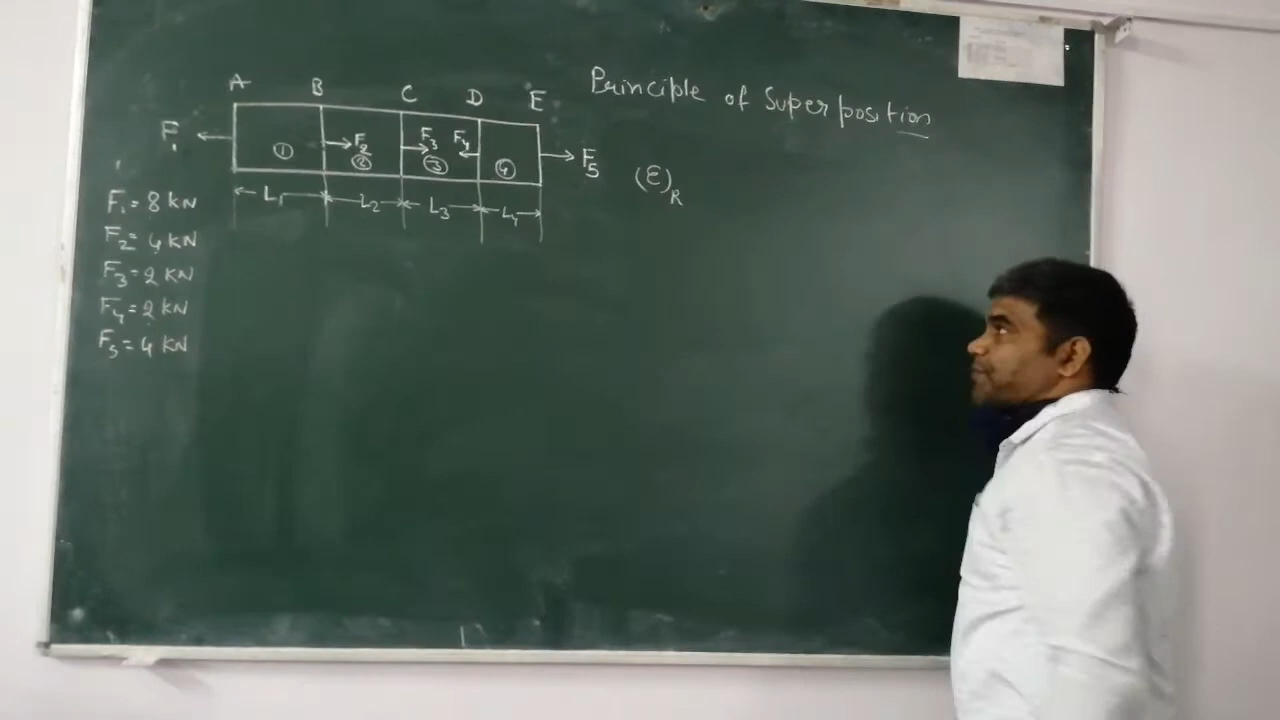 Principle of Superposition
A B C D E
F₁ F₂ F₃ F₄ F₅
① ② ③ ④
(ε)R
L₁ L₂ L₃ L₄
F₁ = 8 KN
F₂ = 4 KN
F₃ = 2 KN
F₄ = 2 KN
F₅ = 4 KN